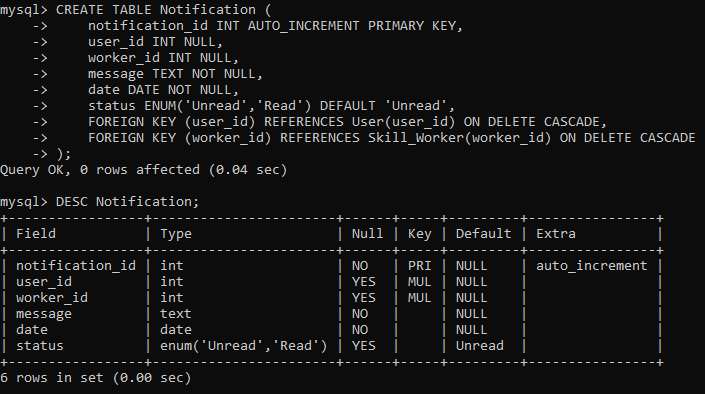 mysql> CREATE TABLE Notification (
    ->     notification_id INT AUTO_INCREMENT PRIMARY KEY,
    ->     user_id INT NULL,
    ->     worker_id INT NULL,
    ->     message TEXT NOT NULL,
    ->     date DATE NOT NULL,
    ->     status ENUM('Unread','Read') DEFAULT 'Unread',
    ->     FOREIGN KEY (user_id) REFERENCES User(user_id) ON DELETE CASCADE,
    ->     FOREIGN KEY (worker_id) REFERENCES Skill_Worker(worker_id) ON DELETE CASCADE
    -> );
Query OK, 0 rows affected (0.04 sec)

mysql> DESC Notification;
+-----------------+-----------------------+------+-----+---------+----------------+
| Field           | Type                  | Null | Key | Default | Extra          |
+-----------------+-----------------------+------+-----+---------+----------------+
| notification_id | int                   | NO   | PRI | NULL    | auto_increment |
| user_id         | int                   | YES  | MUL | NULL    |                |
| worker_id       | int                   | YES  | MUL | NULL    |                |
| message         | text                  | NO   |     | NULL    |                |
| date            | date                  | NO   |     | NULL    |                |
| status          | enum('Unread','Read') | YES  |     | Unread  |                |
+-----------------+-----------------------+------+-----+---------+----------------+
6 rows in set (0.00 sec)